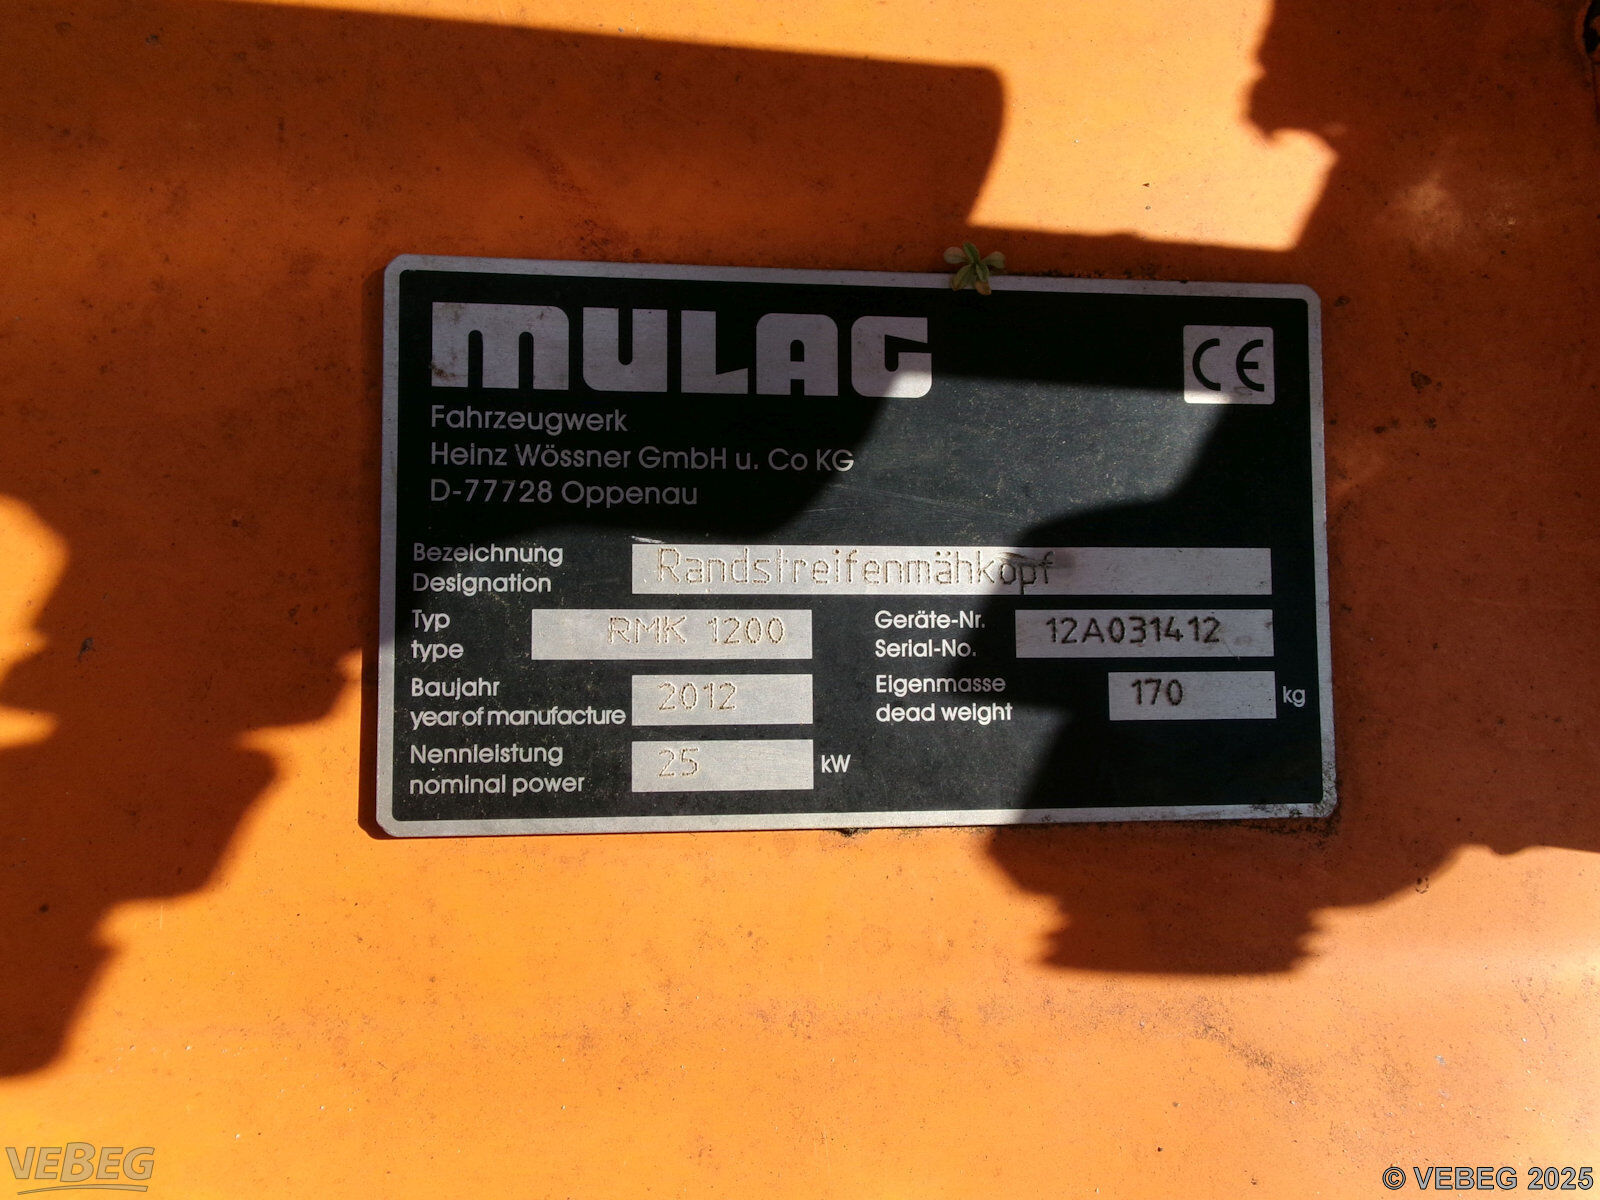 MULAG
CE
Fahrzeugwerk
Heinz Wössner GmbH u. Co KG
D-77728 Oppenau
Bezeichnung
Designation
Randstreifenmähkopf
Typ
type
RMK 1200
Geräte-Nr.
Serial-No.
12A031412
Baujahr
year of manufacture
2012
Eigenmasse
dead weight
170 kg
Nennleistung
nominal power
25 kW
VEBEG
© VEBEG 2025